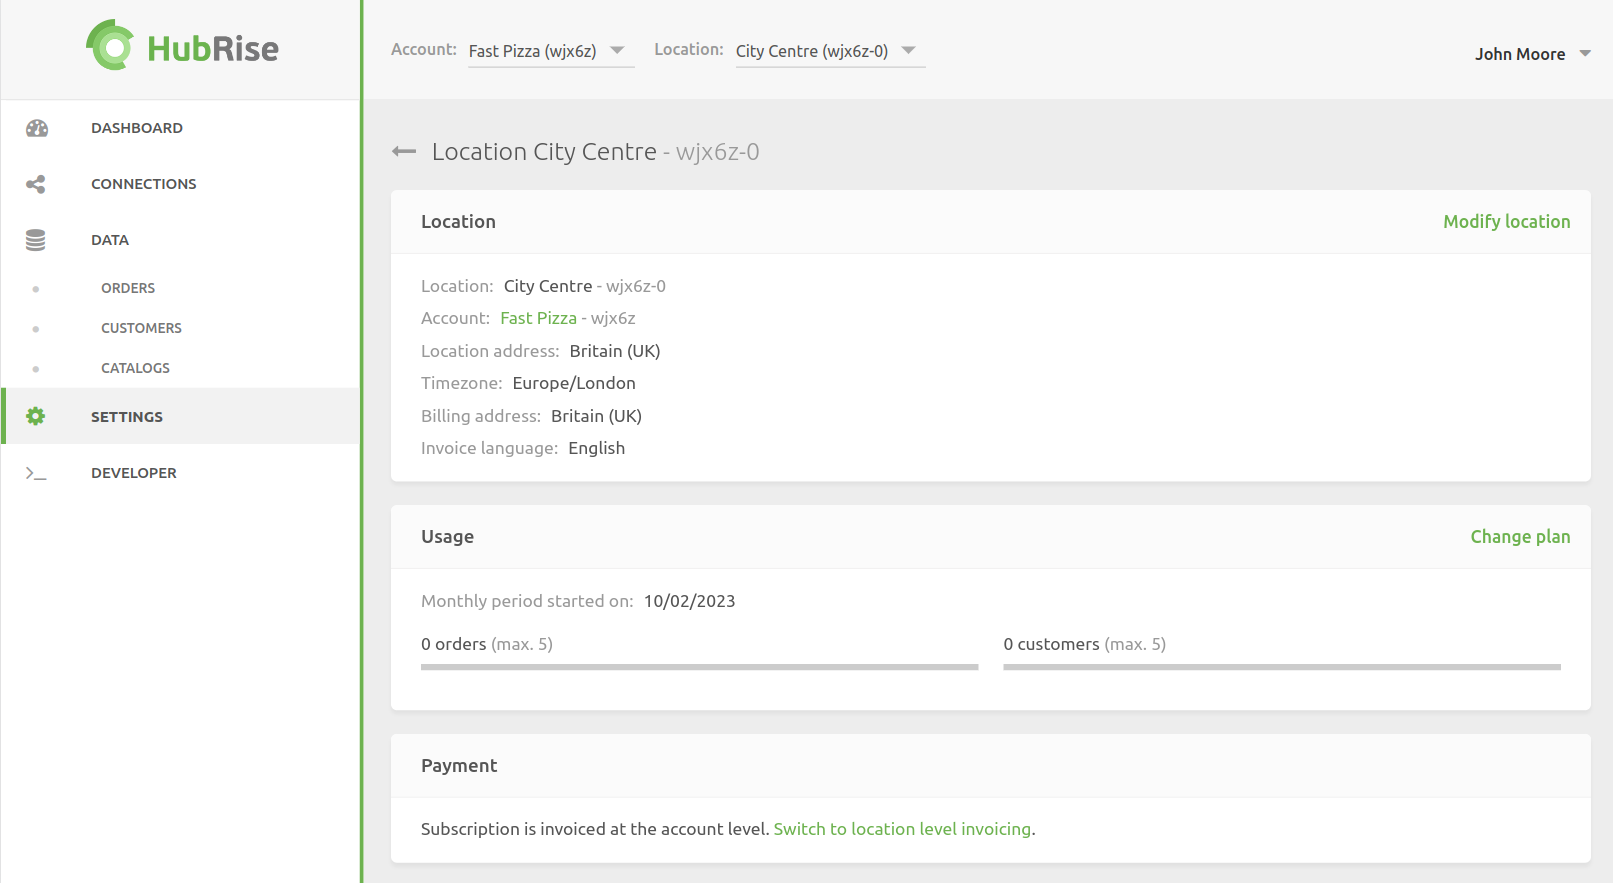 HubRise
Account: Fast Pizza (wjx6z) Location: City Centre (wjx6z-0)
John Moore
DASHBOARD
CONNECTIONS
DATA
ORDERS
CUSTOMERS
CATALOGS
SETTINGS
DEVELOPER
Location City Centre - wjx6z-0
Location Modify location
Location: City Centre - wjx6z-0
Account: Fast Pizza - wjx6z
Location address: Britain (UK)
Timezone: Europe/London
Billing address: Britain (UK)
Invoice language: English
Usage Change plan
Monthly period started on: 10/02/2023
0 orders (max. 5) 0 customers (max. 5)
Payment
Subscription is invoiced at the account level. Switch to location level invoicing.